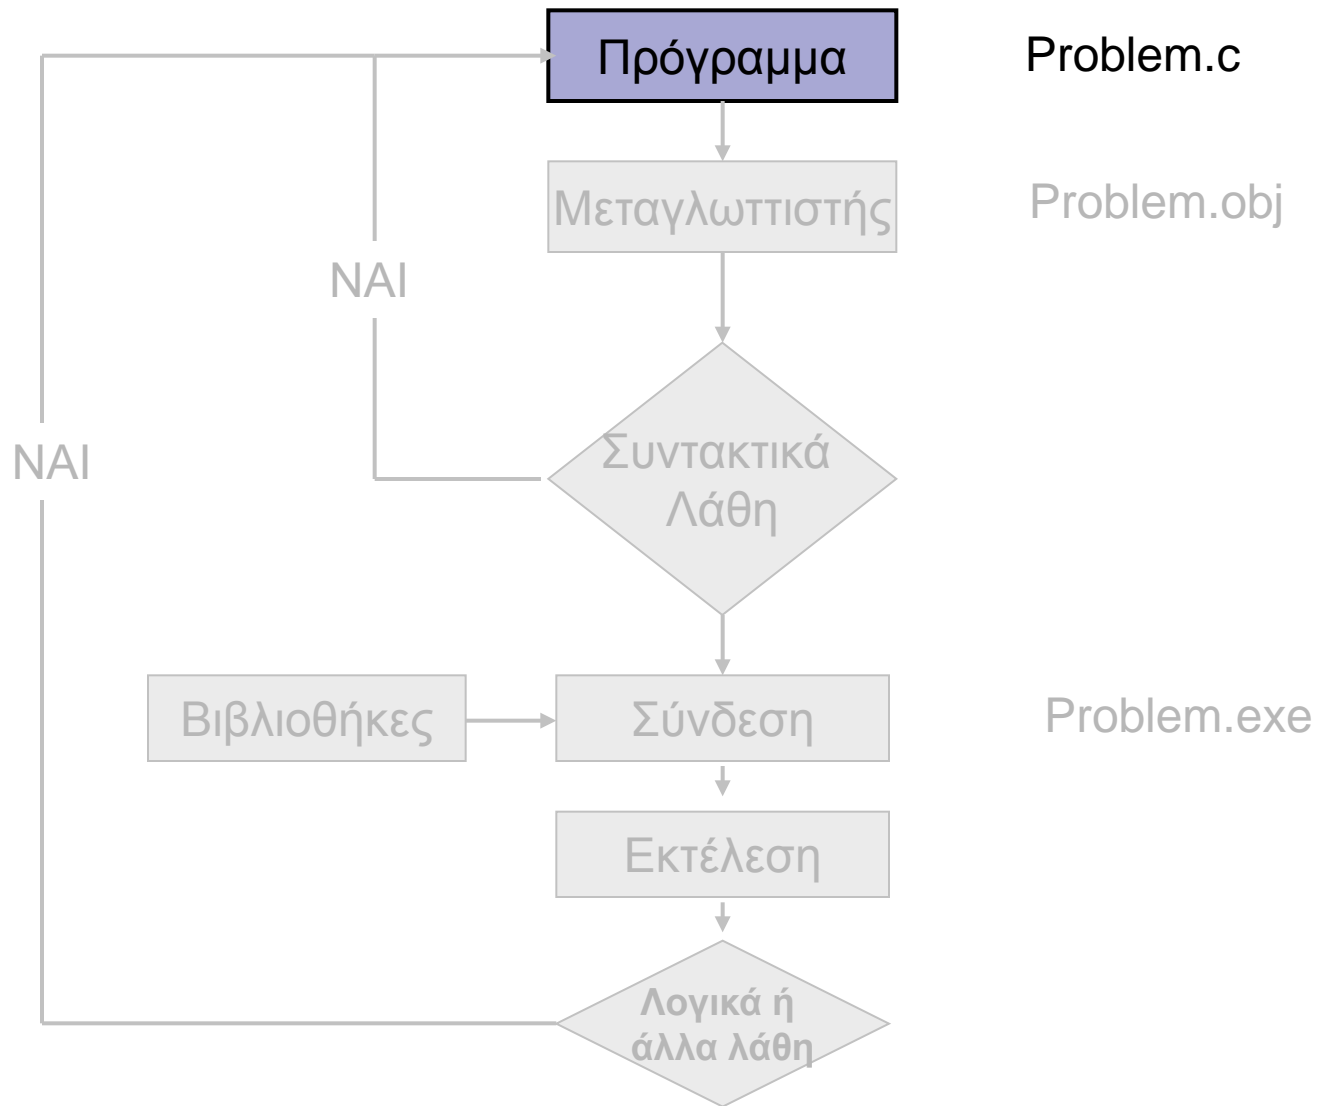 Πρόγραμμα
Problem.c
Μεταγλωττιστής
Problem.obj
ΝΑΙ
Συντακτικά
Λάθη
ΝΑΙ
Βιβλιοθήκες
Σύνδεση
Problem.exe
Εκτέλεση
Λογικά ή
άλλα λάθη